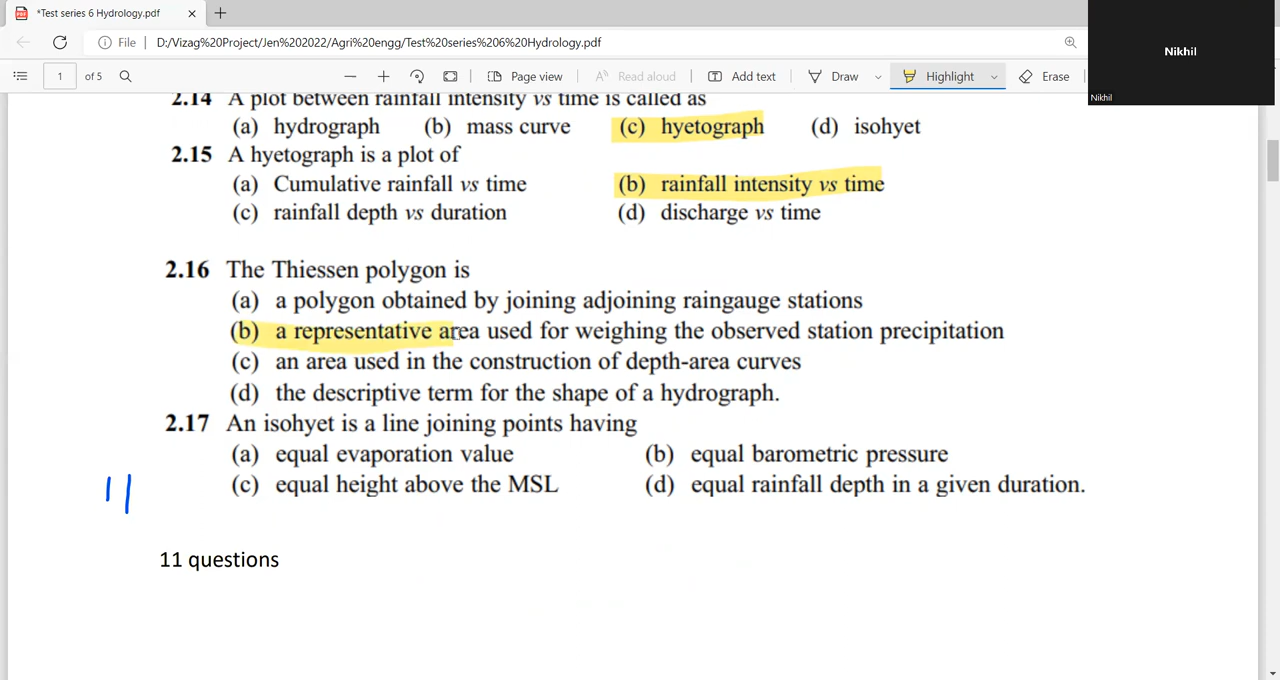 *Test series 6 Hydrology.pdf
File D:/Vizag%20Project/Jen%202022/Agri%20engg/Test%20series%206%20Hydrology.pdf
1 of 5 Page view Read aloud Add text Draw Highlight Erase
Nikhil
Nikhil
2.14 A plot between rainfall intensity vs time is called as
(a) hydrograph (b) mass curve (c) hyetograph (d) isohyet
2.15 A hyetograph is a plot of
(a) Cumulative rainfall vs time (b) rainfall intensity vs time
(c) rainfall depth vs duration (d) discharge vs time
2.16 The Thiessen polygon is
(a) a polygon obtained by joining adjoining raingauge stations
(b) a representative area used for weighing the observed station precipitation
(c) an area used in the construction of depth-area curves
(d) the descriptive term for the shape of a hydrograph.
2.17 An isohyet is a line joining points having
(a) equal evaporation value (b) equal barometric pressure
(c) equal height above the MSL (d) equal rainfall depth in a given duration.
11
11 questions